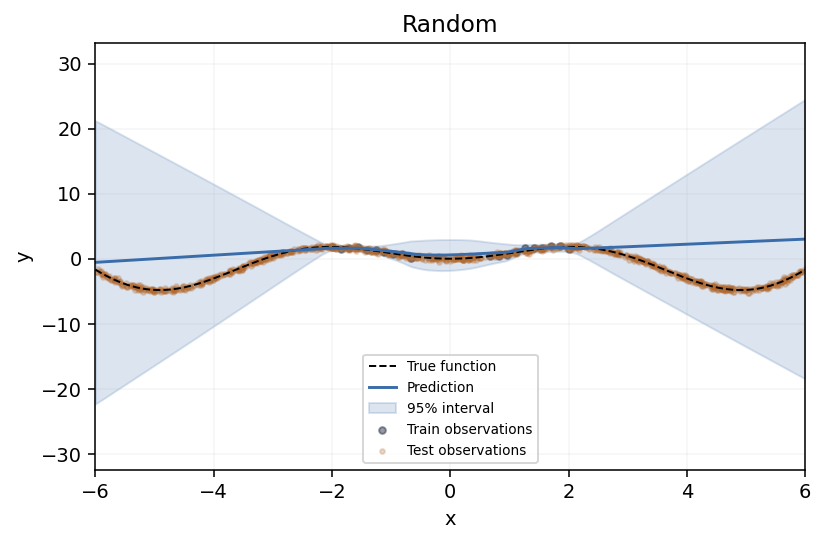 Random
30
20
10
0
−10
−20
−30
y
−6 −4 −2 0 2 4 6
x
True function
Prediction
95% interval
Train observations
Test observations